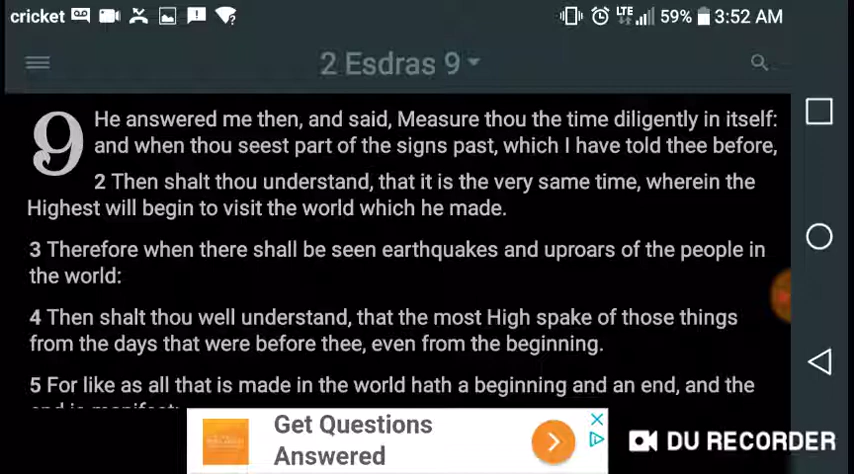 cricket LTE 59% 3:52 AM
2 Esdras 9
9 He answered me then, and said, Measure thou the time diligently in itself:
and when thou seest part of the signs past, which I have told thee before,
2 Then shalt thou understand, that it is the very same time, wherein the
Highest will begin to visit the world which he made.
3 Therefore when there shall be seen earthquakes and uproars of the people in
the world:
4 Then shalt thou well understand, that the most High spake of those things
from the days that were before thee, even from the beginning.
5 For like as all that is made in the world hath a beginning and an end, and the
end is manifest:
Get Questions
Answered
DU RECORDER